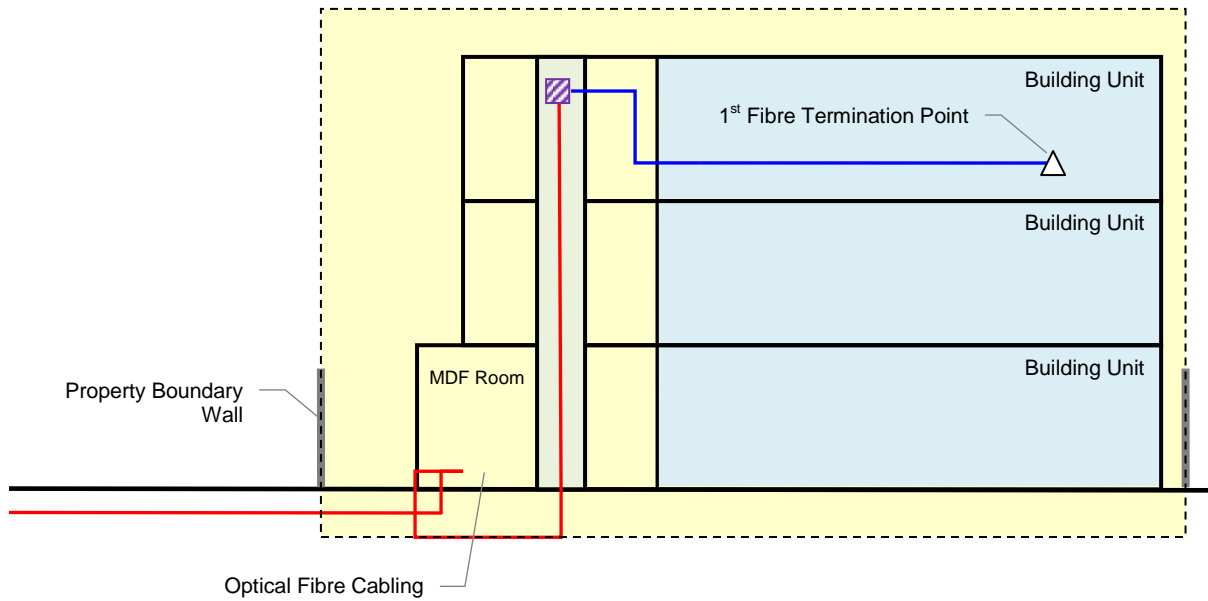 Building Unit
1st Fibre Termination Point
Building Unit
Building Unit
MDF Room
Property Boundary
Wall
Optical Fibre Cabling